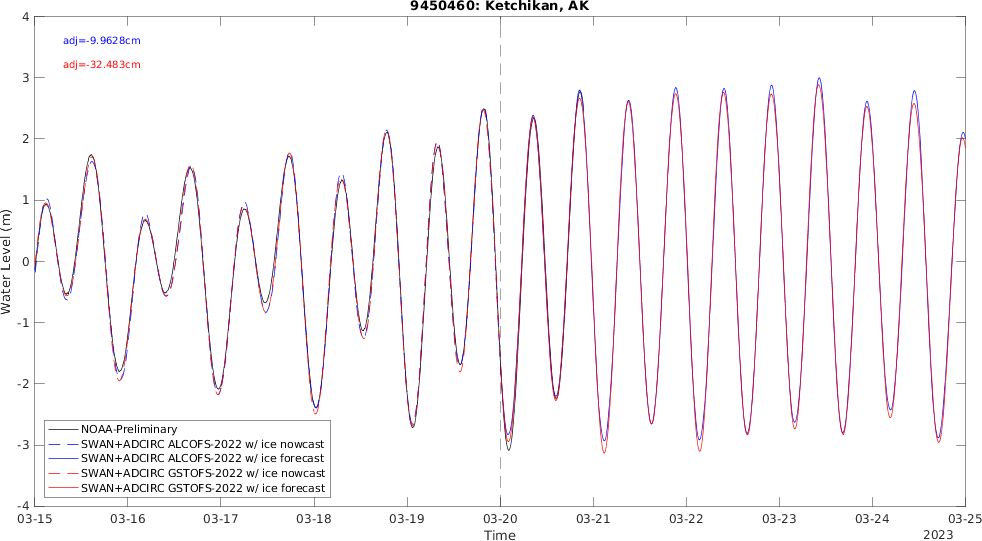 9450460: Ketchikan, AK
adj=-9.9628cm
adj=-32.483cm
Water Level (m)
4
3
2
1
0
-1
-2
-3
-4
NOAA-Preliminary
SWAN+ADCIRC ALCOFS-2022 w/ ice nowcast
SWAN+ADCIRC ALCOFS-2022 w/ ice forecast
SWAN+ADCIRC GSTOFS-2022 w/ ice nowcast
SWAN+ADCIRC GSTOFS-2022 w/ ice forecast
03-15 03-16 03-17 03-18 03-19 03-20 03-21 03-22 03-23 03-24 03-25
Time
2023